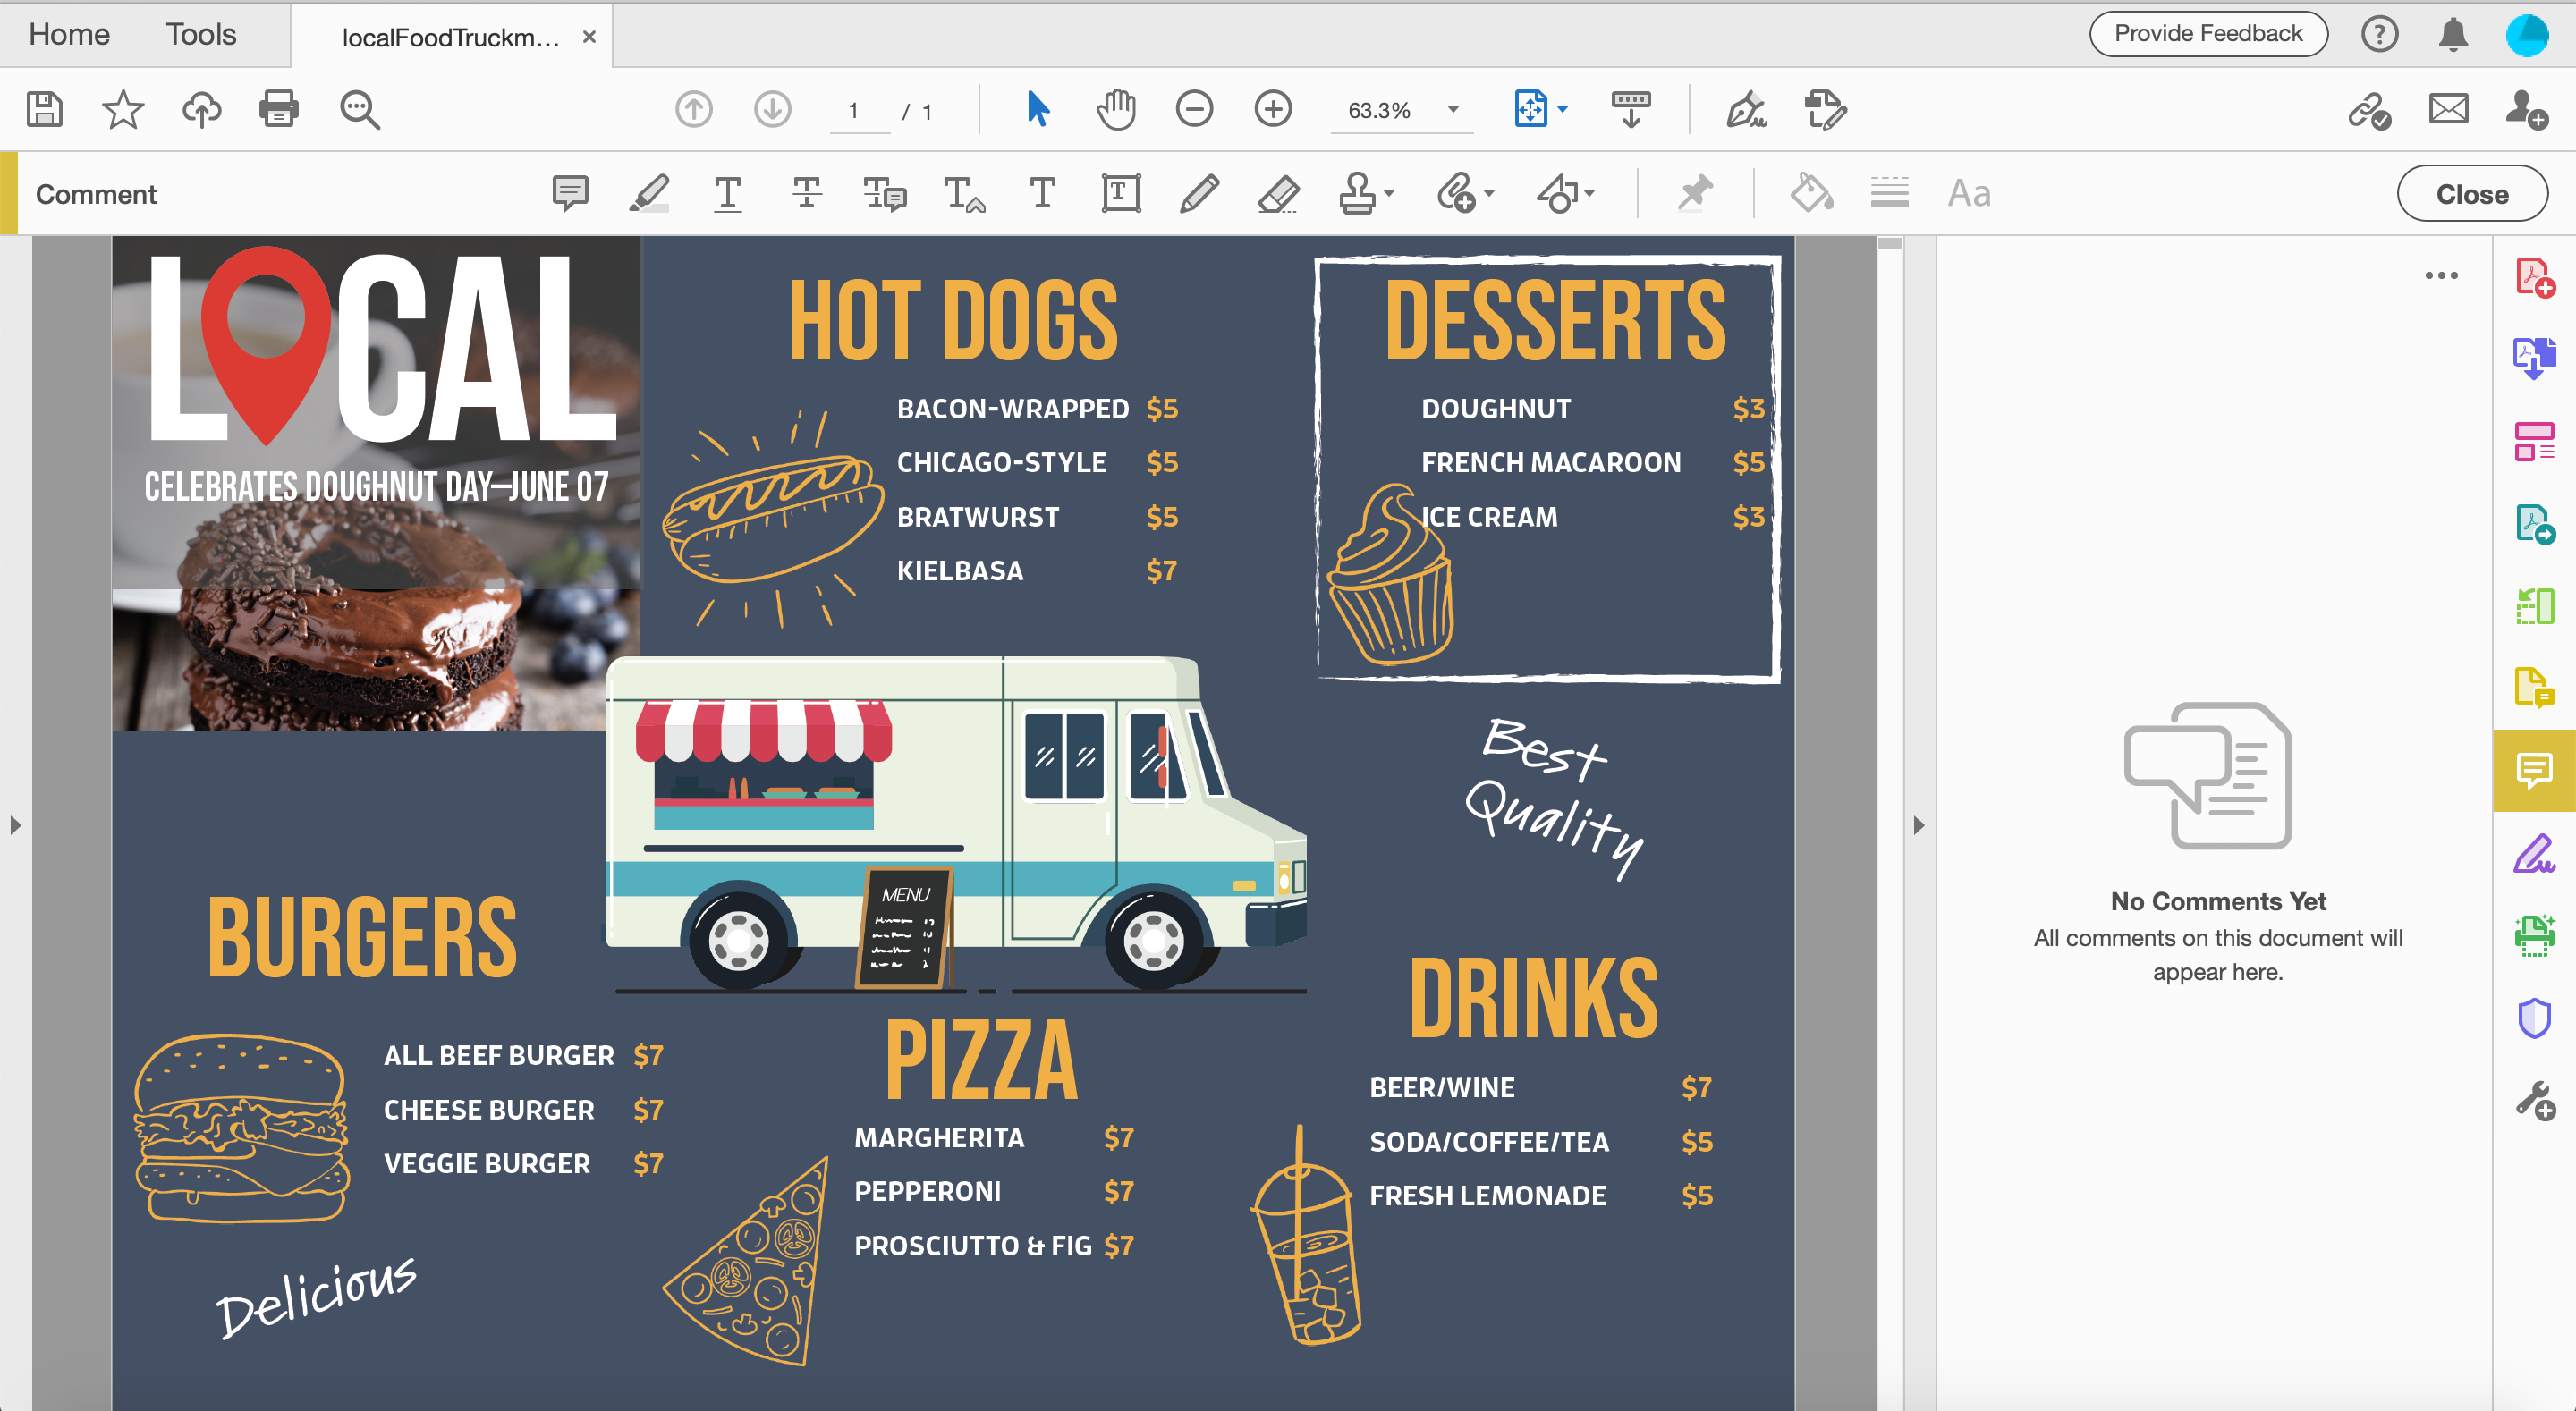 Home
Tools
localFoodTruckm...
Provide Feedback
1 / 1
63.3%
Comment
Aa
Close
LOCAL
CELEBRATES DOUGHNUT DAY—JUNE 07
HOT DOGS
BACON-WRAPPED $5
CHICAGO-STYLE $5
BRATWURST $5
KIELBASA $7
DESSERTS
DOUGHNUT $3
FRENCH MACAROON $5
ICE CREAM $3
Best
Quality
MENU
BURGERS
ALL BEEF BURGER $7
CHEESE BURGER $7
VEGGIE BURGER $7
Delicious
PIZZA
MARGHERITA $7
PEPPERONI $7
PROSCIUTTO & FIG $7
DRINKS
BEER/WINE $7
SODA/COFFEE/TEA $5
FRESH LEMONADE $5
No Comments Yet
All comments on this document will
appear here.